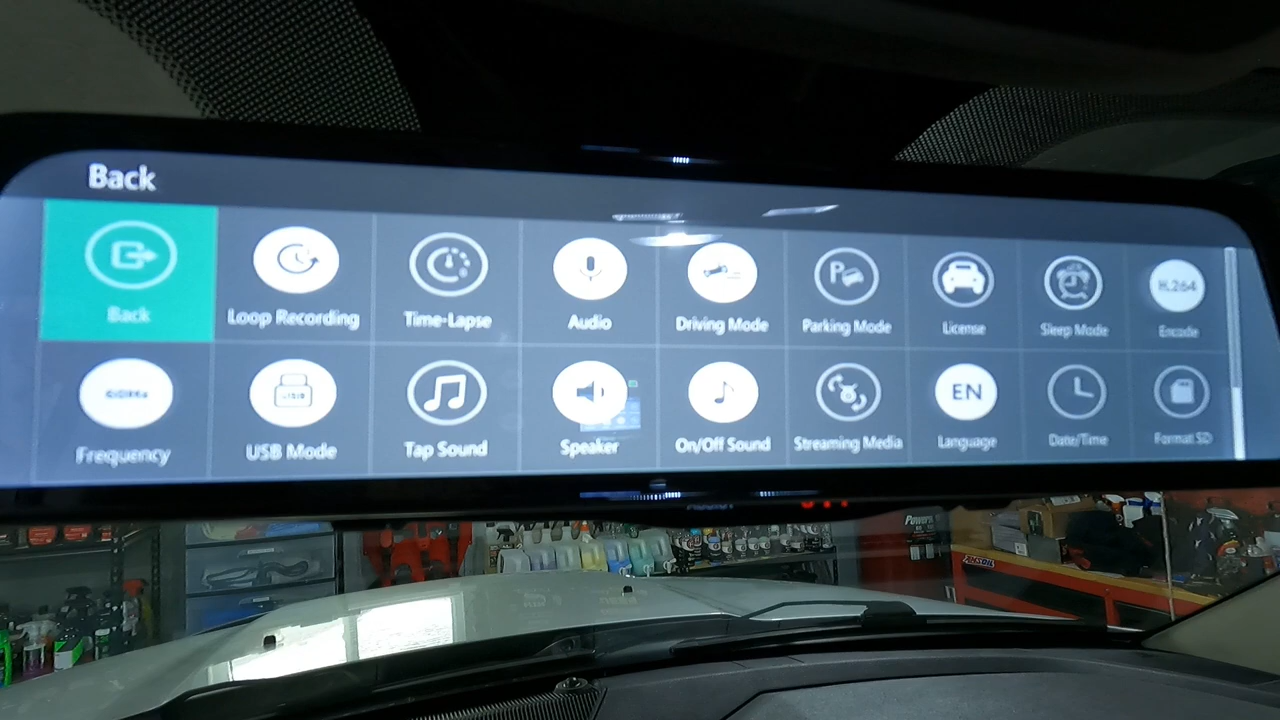 Back
Back
Loop Recording
Time-Lapse
Audio
Driving Mode
P
Parking Mode
License
Sleep Mode
H.264
Encode
Frequency
USB Mode
Tap Sound
Speaker
On/Off Sound
Streaming Media
EN
Language
Date/Time
Format SD
AMSOIL